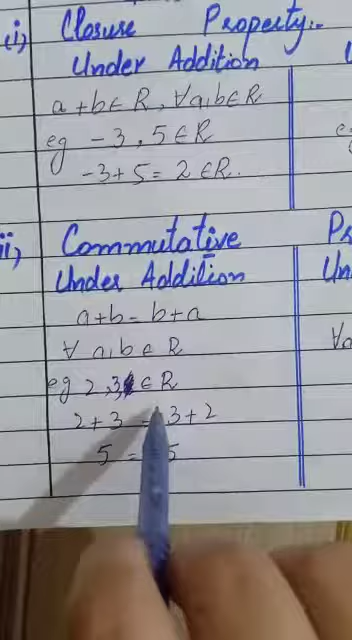 (i) Closure Property:.
Under Addition
a + b ∈ R, ∀ a, b ∈ R
eg -3, 5 ∈ R
-3 + 5 = 2 ∈ R.
ii) Commutative
Under Addition
a + b = b + a
∀ a, b ∈ R
eg 2, 3 ∈ R
2 + 3 = 3 + 2
5 = 5
Un
∀a